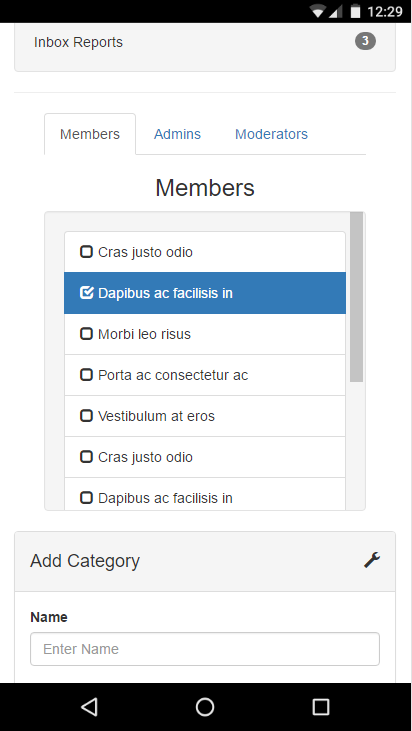 12:29
Inbox Reports 3
Members Admins Moderators
Members
Cras justo odio
Dapibus ac facilisis in
Morbi leo risus
Porta ac consectetur ac
Vestibulum at eros
Cras justo odio
Dapibus ac facilisis in
Add Category
Name
Enter Name